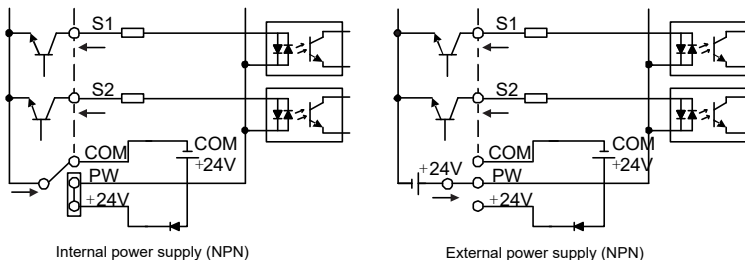 S1
S2
COM
COM
+24V
PW
+24V
Internal power supply (NPN)
S1
S2
COM
COM
+24V
+24V
PW
+24V
External power supply (NPN)